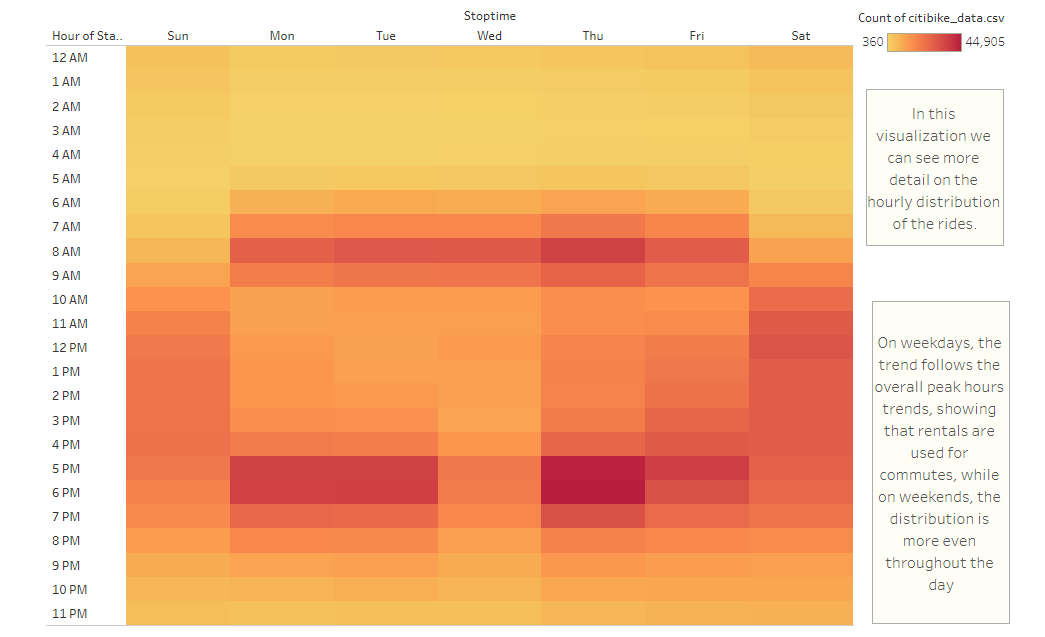 Stoptime
Hour of Sta..
Sun
Mon
Tue
Wed
Thu
Fri
Sat
12 AM
1 AM
2 AM
3 AM
4 AM
5 AM
6 AM
7 AM
8 AM
9 AM
10 AM
11 AM
12 PM
1 PM
2 PM
3 PM
4 PM
5 PM
6 PM
7 PM
8 PM
9 PM
10 PM
11 PM
Count of citibike_data.csv
360
44,905
In this
visualization we
can see more
detail on the
hourly distribution
of the rides.
On weekdays, the
trend follows the
overall peak hours
trends, showing
that rentals are
used for
commutes, while
on weekends, the
distribution is
more even
throughout the
day